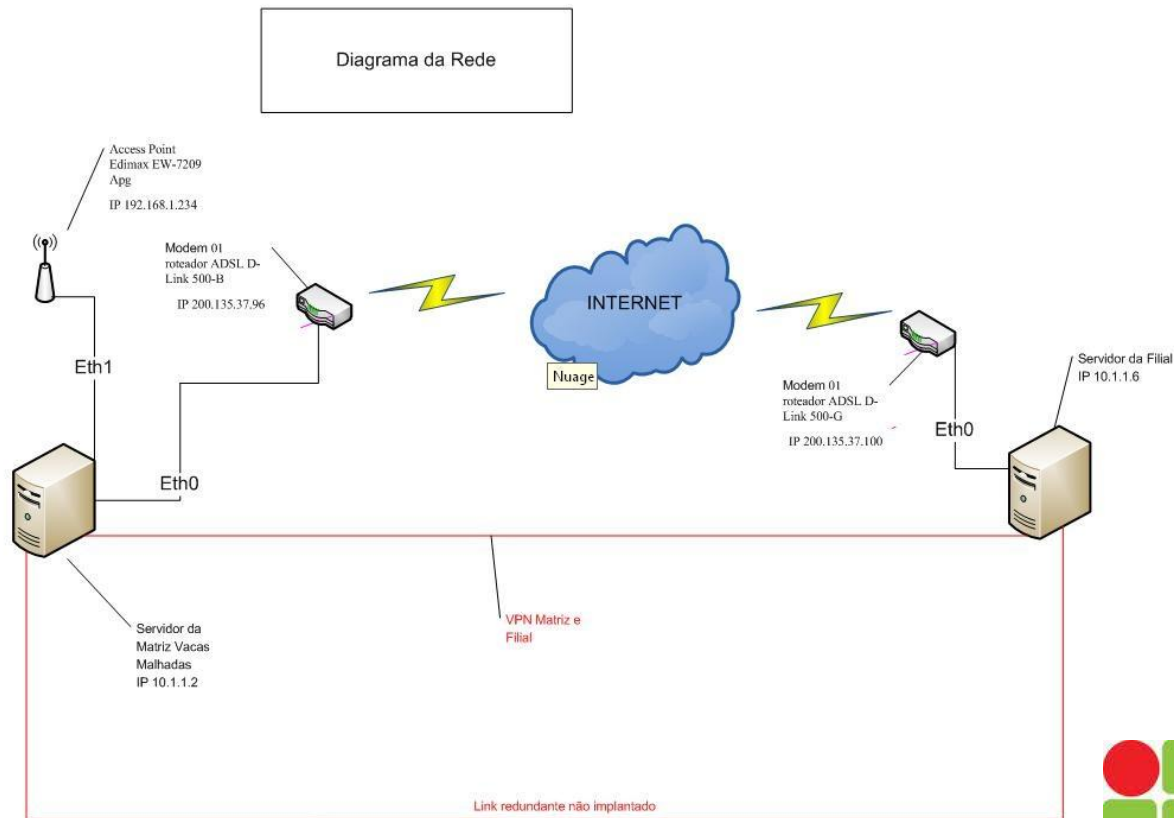 Diagrama da Rede
Access Point
Edimax EW-7209
Apg
IP 192.168.1.234
Modem 01
roteador ADSL D-
Link 500-B
IP 200.135.37.96
INTERNET
Nuage
Eth1
Eth0
Modem 01
roteador ADSL D-
Link 500-G
IP 200.135.37.100
Eth0
Servidor da Filial
IP 10.1.1.6
Servidor da
Matriz Vacas
Malhadas
IP 10.1.1.2
VPN Matriz e
Filial
Link redundante não implantado